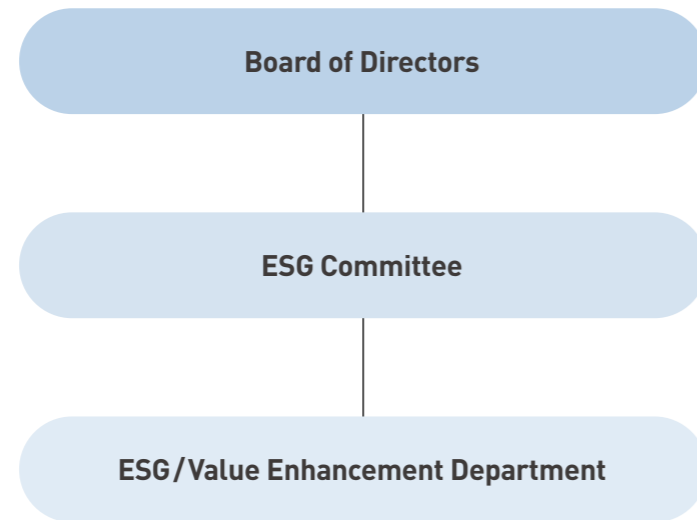 Board of Directors
ESG Committee
ESG/Value Enhancement Department